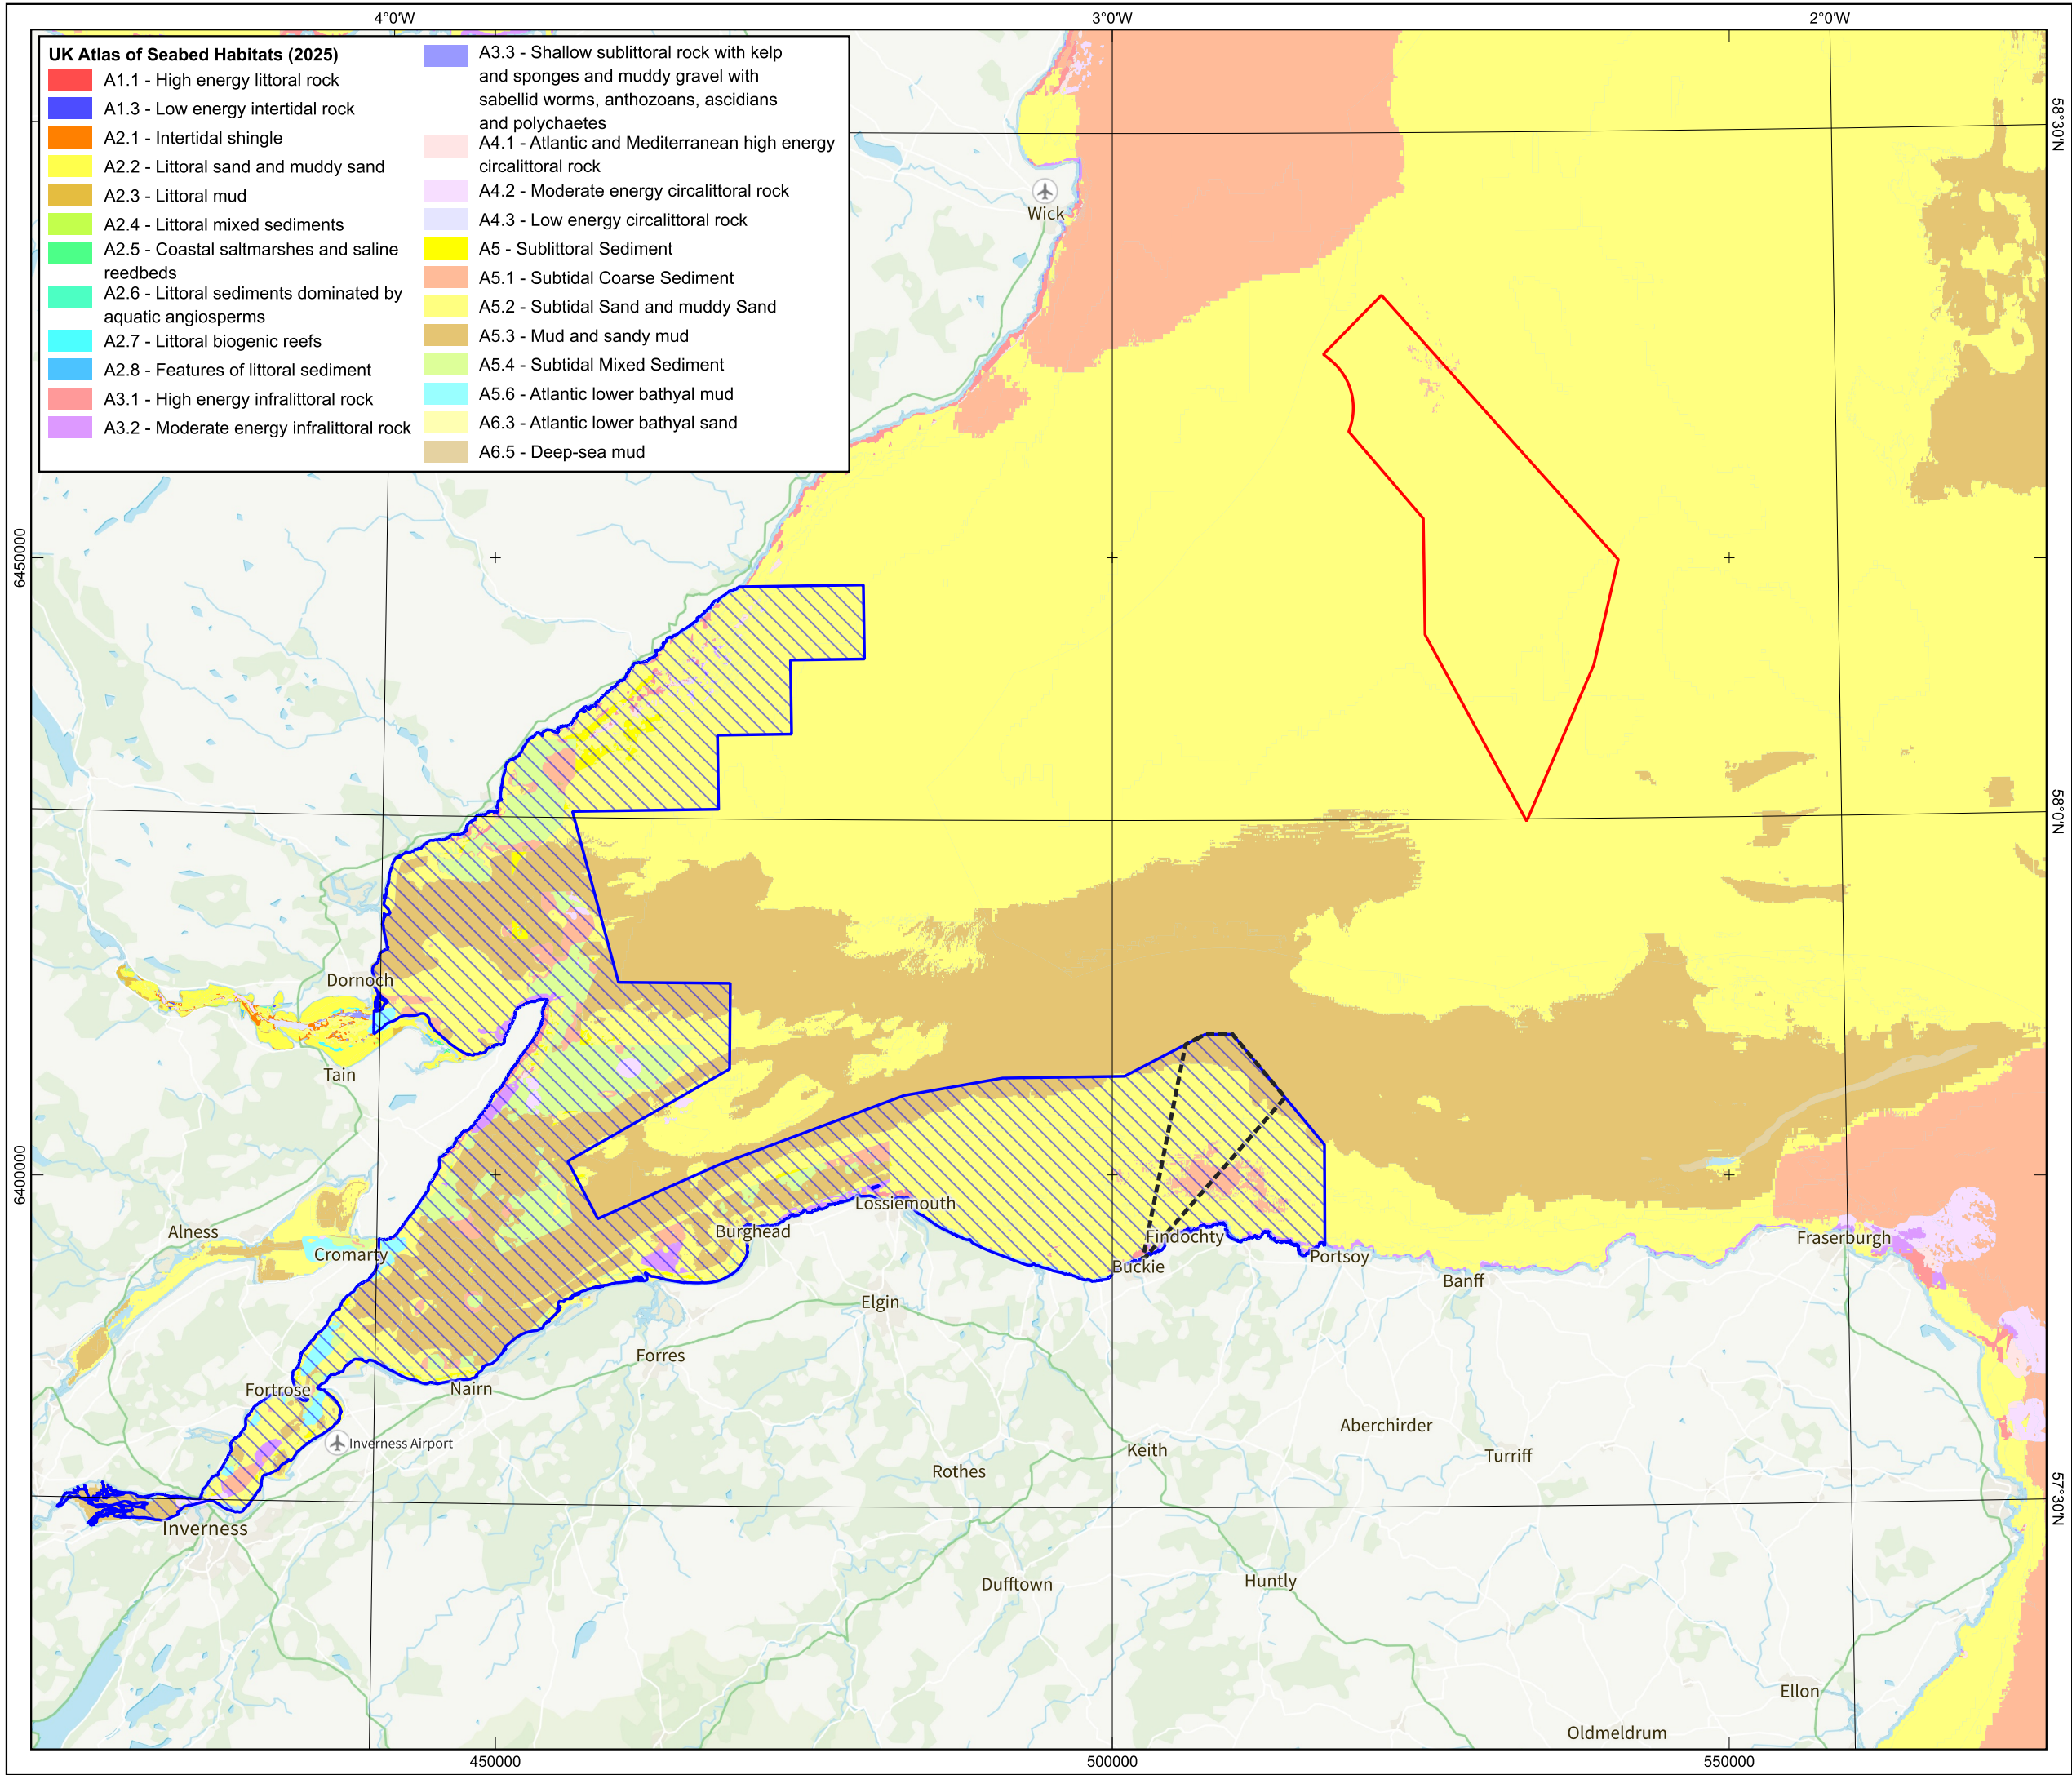 4°0'W
3°0'W
2°0'W
UK Atlas of Seabed Habitats (2025)
A1.1 - High energy littoral rock
A1.3 - Low energy intertidal rock
A2.1 - Intertidal shingle
A2.2 - Littoral sand and muddy sand
A2.3 - Littoral mud
A2.4 - Littoral mixed sediments
A2.5 - Coastal saltmarshes and saline
reedbeds
A2.6 - Littoral sediments dominated by
aquatic angiosperms
A2.7 - Littoral biogenic reefs
A2.8 - Features of littoral sediment
A3.1 - High energy infralittoral rock
A3.2 - Moderate energy infralittoral rock
A3.3 - Shallow sublittoral rock with kelp
and sponges and muddy gravel with
sabellid worms, anthozoans, ascidians
and polychaetes
A4.1 - Atlantic and Mediterranean high energy
circalittoral rock
A4.2 - Moderate energy circalittoral rock
A4.3 - Low energy circalittoral rock
A5 - Sublittoral Sediment
A5.1 - Subtidal Coarse Sediment
A5.2 - Subtidal Sand and muddy Sand
A5.3 - Mud and sandy mud
A5.4 - Subtidal Mixed Sediment
A5.6 - Atlantic lower bathyal mud
A6.3 - Atlantic lower bathyal sand
A6.5 - Deep-sea mud
58°30'N
Wick
6450000
58°0'N
Dornoch
Tain
6400000
Alness
Cromarty
Lossiemouth
Burghead
Findochty
Buckie
Portsoy
Banff
Fraserburgh
Elgin
Forres
Fortrose
Nairn
Inverness Airport
Aberchirder
Keith
Turriff
Rothes
57°30'N
Inverness
Dufftown
Huntly
Ellon
Oldmeldrum
450000
500000
550000